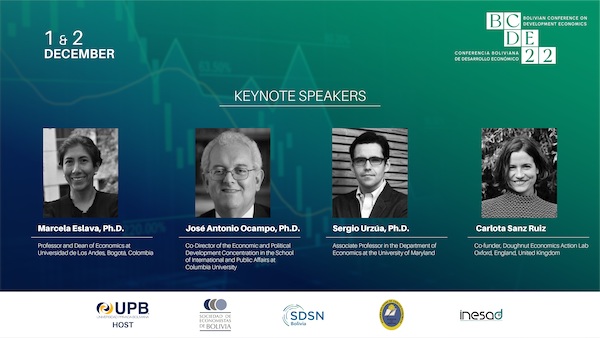 1 & 2
DECEMBER
BC
DE
22
BOLIVIAN CONFERENCE ON
DEVELOPMENT ECONOMICS
CONFERENCIA BOLIVIANA
DE DESARROLLO ECONÓMICO
KEYNOTE SPEAKERS
Marcela Eslava, Ph.D.
Professor and Dean of Economics at
Universidad de Los Andes, Bogotá, Colombia
José Antonio Ocampo, Ph.D.
Co-Director of the Economic and Political
Development Concentration in the School
of International and Public Affairs at
Columbia University
Sergio Urzúa, Ph.D.
Associate Professor in the Department of
Economics at the University of Maryland
Carlota Sanz Ruiz
Co-founder, Doughnut Economics Action Lab
Oxford, England, United Kingdom
UPB
HOST
SOCIEDAD DE
ECONOMISTAS
DE BOLIVIA
SDSN
Bolivia
inesad